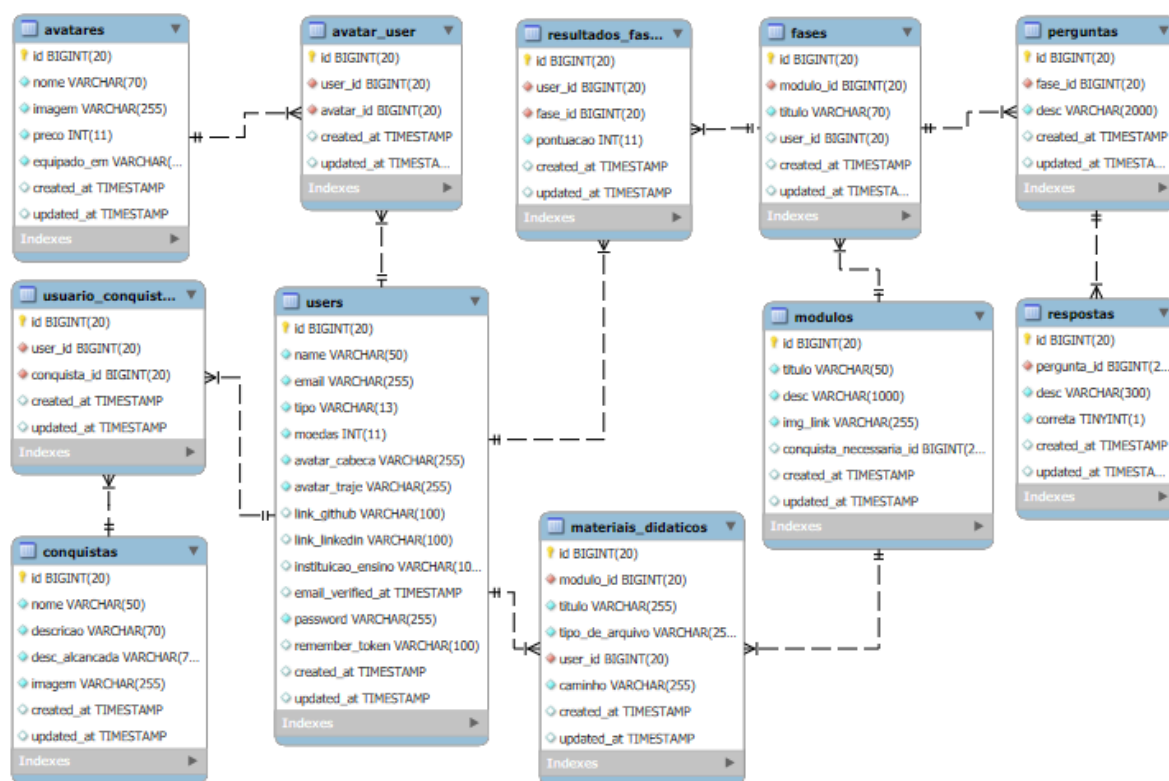 avatares
id BIGINT(20)
nome VARCHAR(70)
imagem VARCHAR(255)
preco INT(11)
equipado_em VARCHAR(...
created_at TIMESTAMP
updated_at TIMESTAMP
Indexes
avatar_user
id BIGINT(20)
user_id BIGINT(20)
avatar_id BIGINT(20)
created_at TIMESTAMP
updated_at TIMESTA...
Indexes
resultados_fas...
id BIGINT(20)
user_id BIGINT(20)
fase_id BIGINT(20)
pontuacao INT(11)
created_at TIMESTAMP
updated_at TIMESTAMP
Indexes
fases
id BIGINT(20)
modulo_id BIGINT(20)
titulo VARCHAR(70)
user_id BIGINT(20)
created_at TIMESTAMP
updated_at TIMESTA...
Indexes
perguntas
id BIGINT(20)
fase_id BIGINT(20)
desc VARCHAR(2000)
created_at TIMESTAMP
updated_at TIMESTA...
Indexes
usuario_conquist...
id BIGINT(20)
user_id BIGINT(20)
conquista_id BIGINT(20)
created_at TIMESTAMP
updated_at TIMESTAMP
Indexes
users
id BIGINT(20)
name VARCHAR(50)
email VARCHAR(255)
tipo VARCHAR(13)
moedas INT(11)
avatar_cabeca VARCHAR(255)
avatar_traje VARCHAR(255)
link_github VARCHAR(100)
link_linkedin VARCHAR(100)
instituicao_ensino VARCHAR(10...
email_verified_at TIMESTAMP
password VARCHAR(255)
remember_token VARCHAR(100)
created_at TIMESTAMP
updated_at TIMESTAMP
Indexes
modulos
id BIGINT(20)
titulo VARCHAR(50)
desc VARCHAR(1000)
img_link VARCHAR(255)
conquista_necessaria_id BIGINT(2...
created_at TIMESTAMP
updated_at TIMESTAMP
Indexes
respostas
id BIGINT(20)
pergunta_id BIGINT(2...
desc VARCHAR(300)
correta TINYINT(1)
created_at TIMESTAMP
updated_at TIMESTA...
Indexes
conquistas
id BIGINT(20)
nome VARCHAR(50)
descricao VARCHAR(70)
desc_alcancada VARCHAR(7...
imagem VARCHAR(255)
created_at TIMESTAMP
updated_at TIMESTAMP
Indexes
materiais_didaticos
id BIGINT(20)
modulo_id BIGINT(20)
titulo VARCHAR(255)
tipo_de_arquivo VARCHAR(25...
user_id BIGINT(20)
caminho VARCHAR(255)
created_at TIMESTAMP
updated_at TIMESTAMP
Indexes